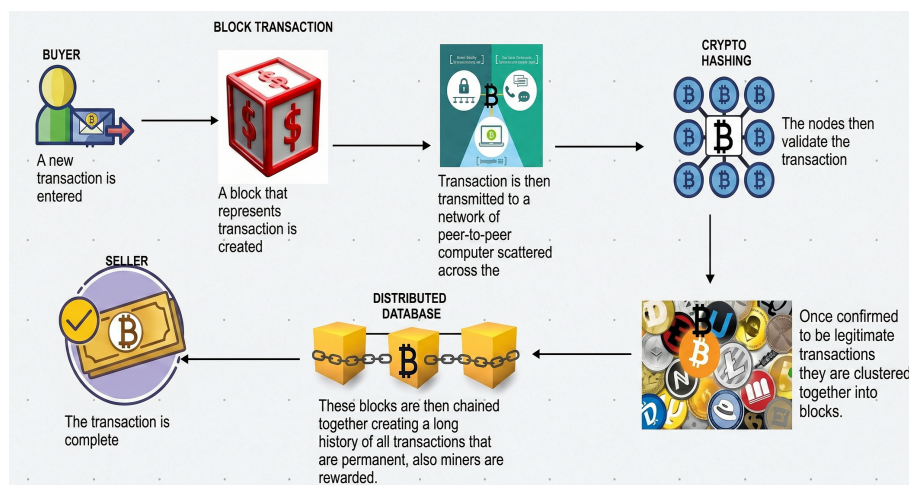 BUYER
A new
transaction is
entered
BLOCK TRANSACTION
A block that
represents
transaction is
created
Transaction is then
transmitted to a
network of
peer-to-peer
computer scattered
across the
CRYPTO
HASHING
The nodes then
validate the
transaction
Once confirmed
to be legitimate
transactions
they are clustered
together into
blocks.
DISTRIBUTED
DATABASE
These blocks are then chained
together creating a long
history of all transactions that
are permanent, also miners are
rewarded.
SELLER
The transaction is
complete